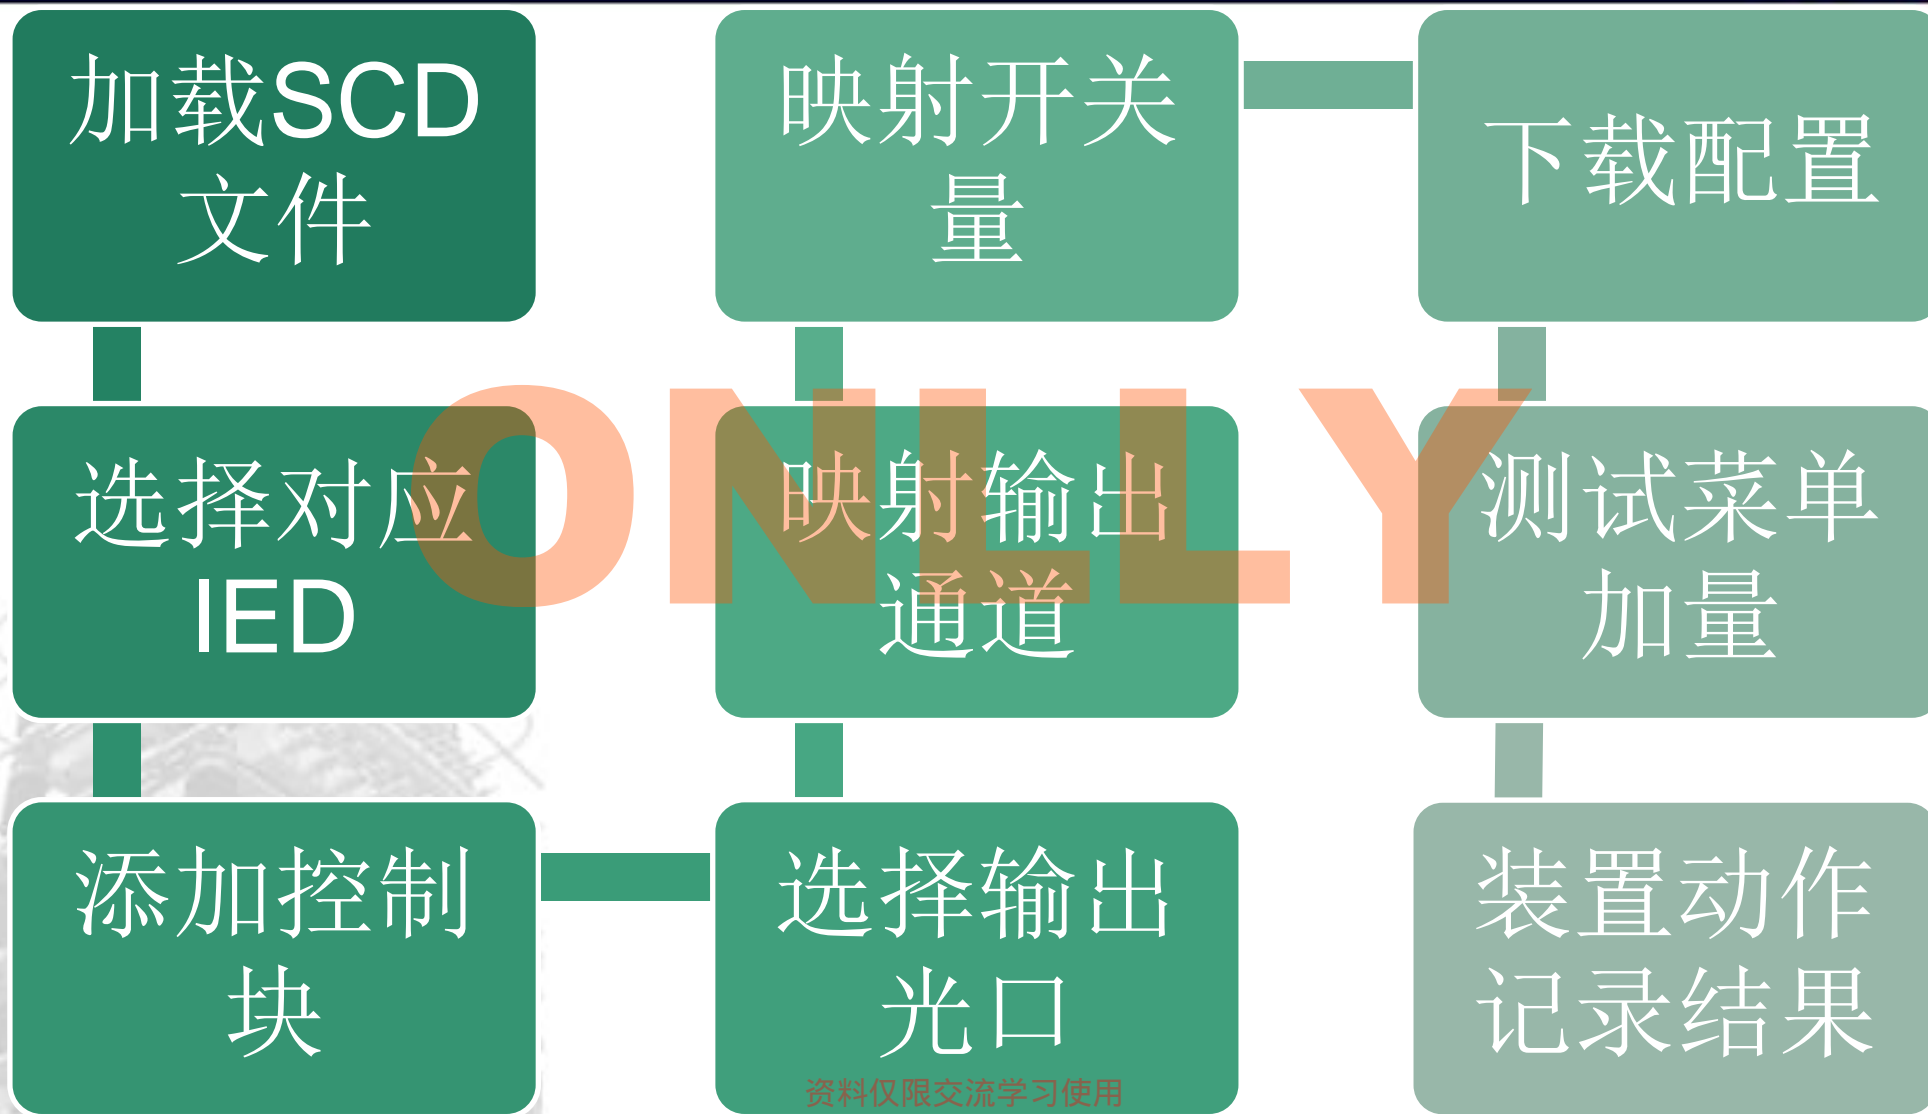 加载SCD
文件
选择对应
IED
添加控制
块
选择输出
光口
映射输出
通道
映射开关
量
下载配置
测试菜单
加量
装置动作
记录结果
ONLLY
资料仅限交流学习使用